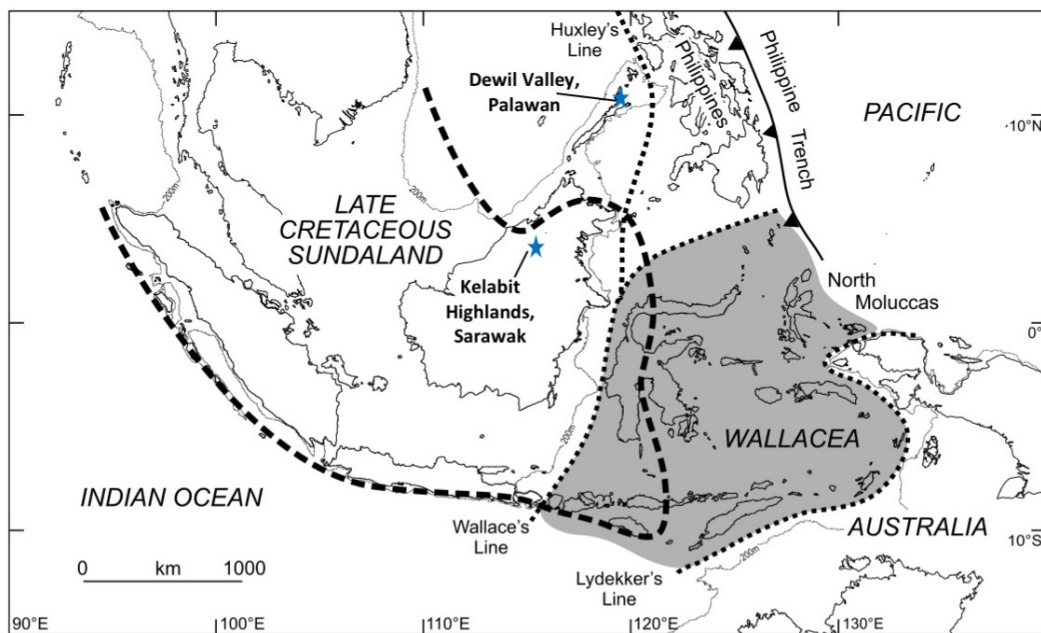 Huxley's
Line
Dewil Valley,
Palawan
Philippines
Philippine Trench
PACIFIC
10°N
200m
200m
LATE
CRETACEOUS
SUNDALAND
Kelabit
Highlands,
Sarawak
200m
North
Moluccas
0°
WALLACEA
200m
INDIAN OCEAN
Wallace's
Line
AUSTRALIA
10°S
200m
Lydekker's
Line
0 km 1000
90°E 100°E 110°E 120°E 130°E